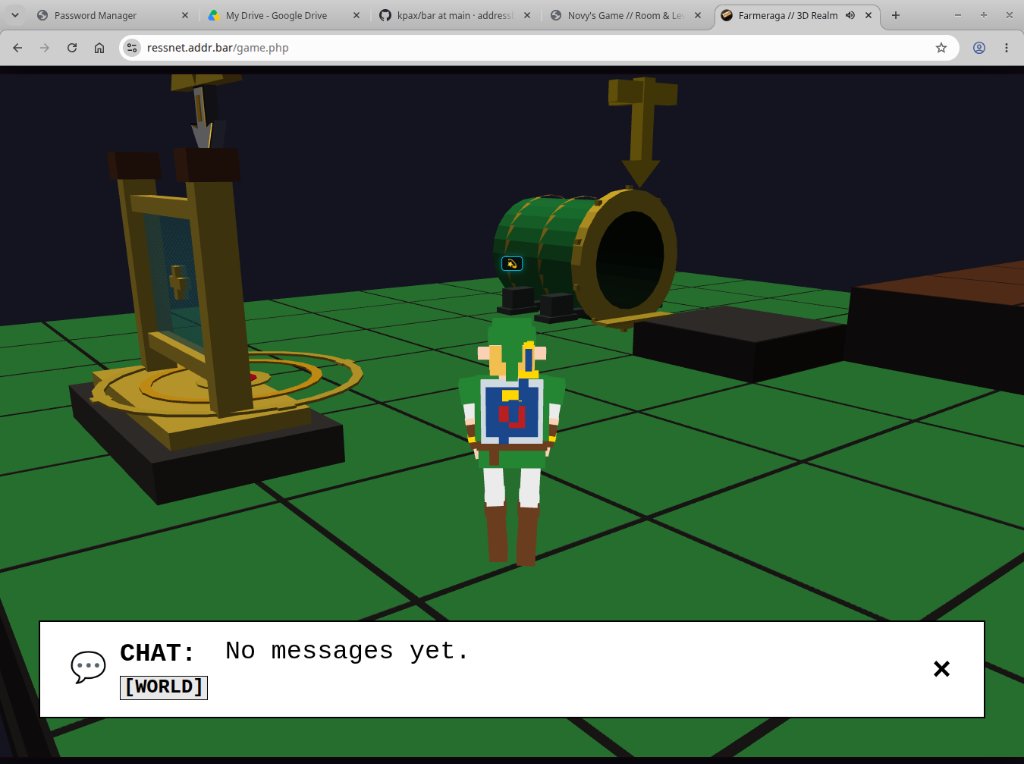 Password Manager
My Drive - Google Drive
kpax/bar at main · address
Novy's Game // Room & Le
Farmeraga // 3D Realm
ressnet.addr.bar/game.php
CHAT: No messages yet.
[WORLD]